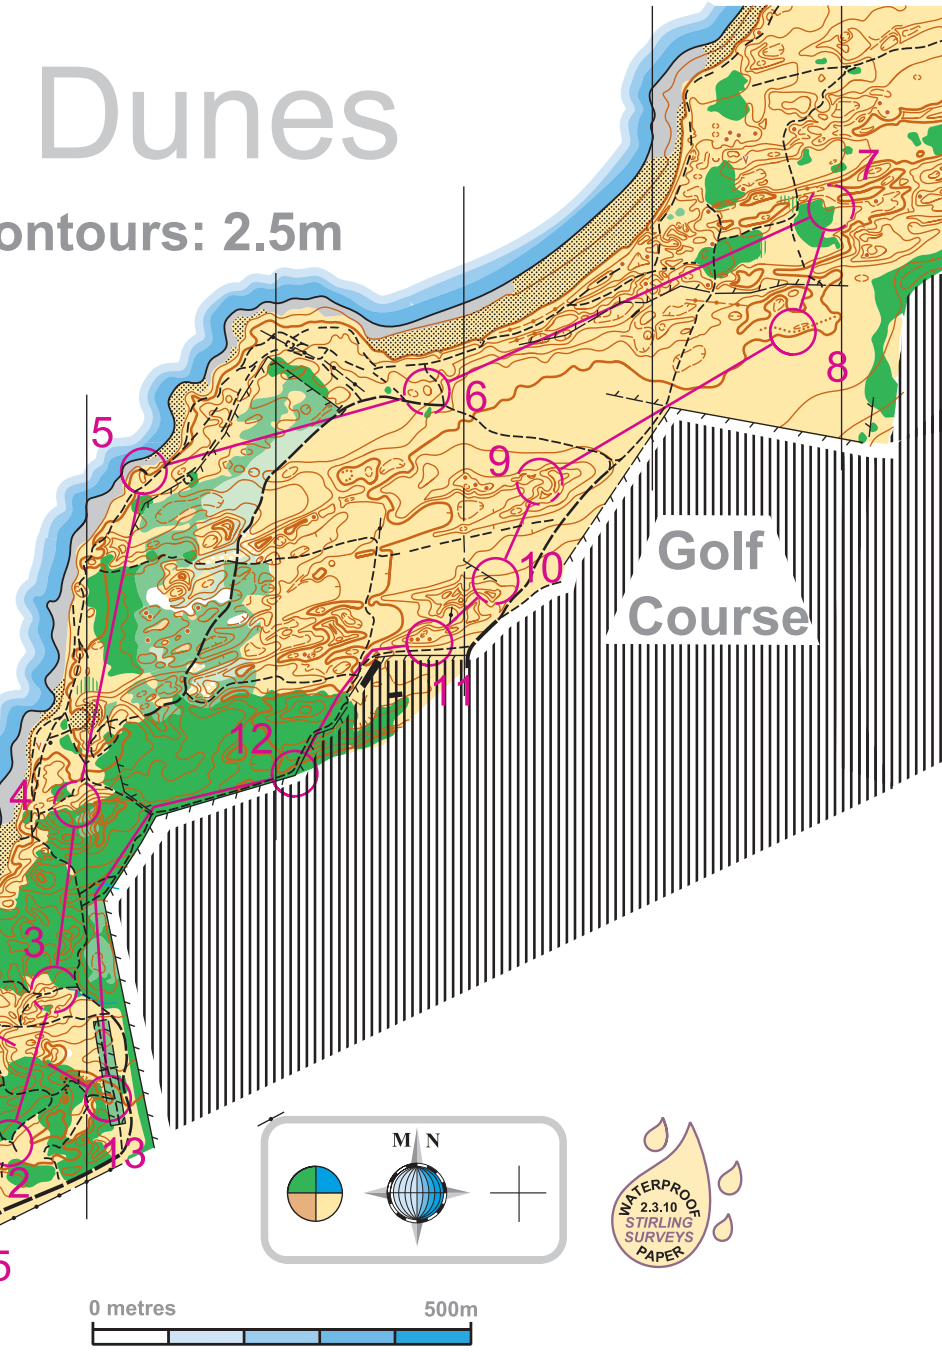 Dunes
ontours: 2.5m
7
8
6
5
9
10
Golf
Course
11
12
4
3
13
2
5
M N
WATERPROOF
2.3.10
STIRLING
SURVEYS
PAPER
0 metres 500m